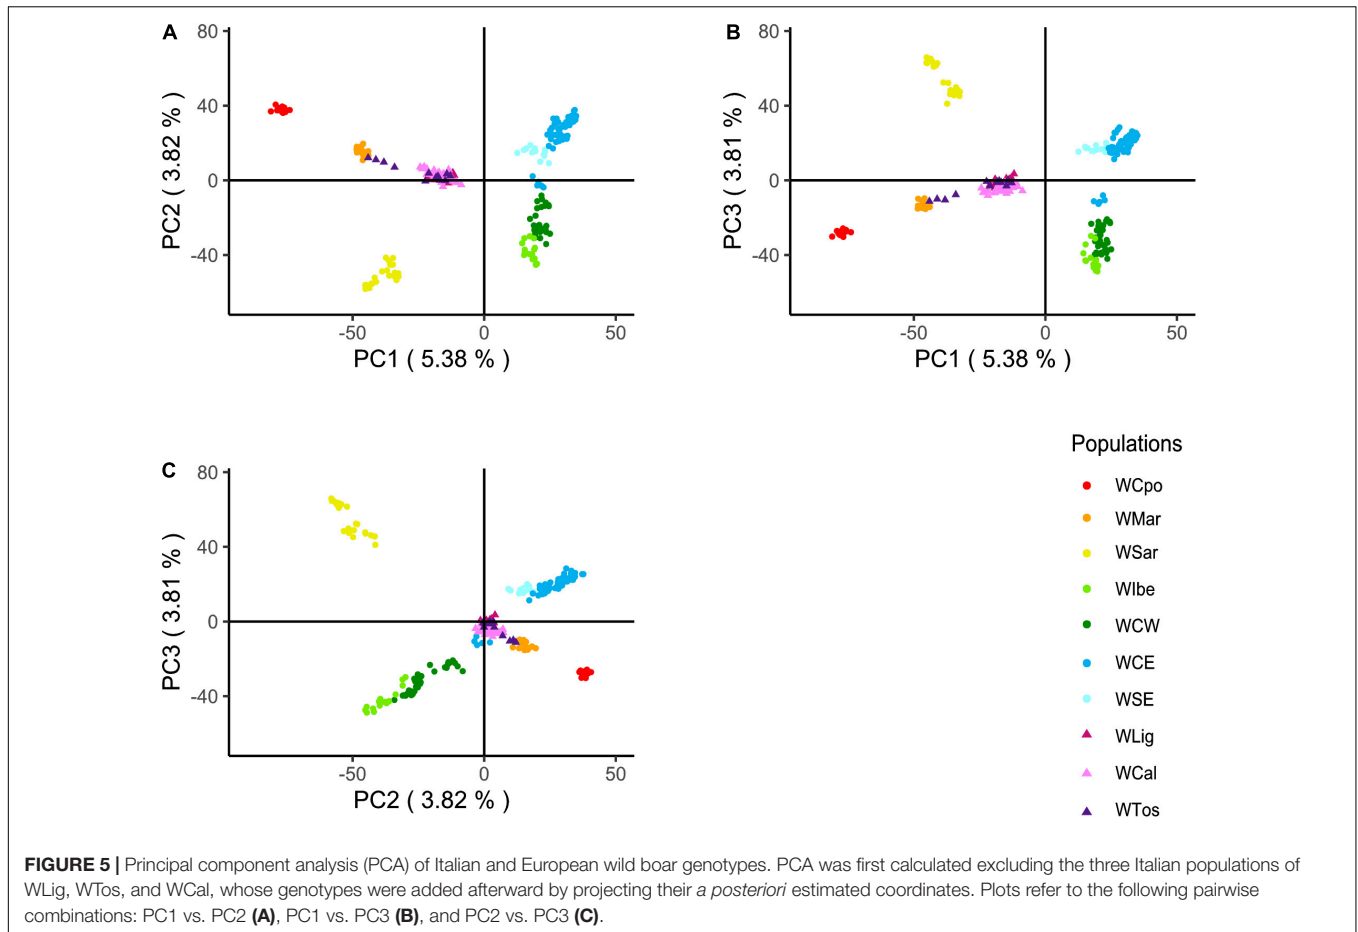 A
80
40
0
-40
PC2 ( 3.82 % )
-50
0
50
PC1 ( 5.38 % )
B
80
40
0
-40
PC3 ( 3.81 % )
-50
0
50
PC1 ( 5.38 % )
C
80
40
0
-40
PC3 ( 3.81 % )
-50
0
50
PC2 ( 3.82 % )
Populations
WCpo
WMar
WSar
WIbe
WCW
WCE
WSE
WLig
WCal
WTos
FIGURE 5 | Principal component analysis (PCA) of Italian and European wild boar genotypes. PCA was first calculated excluding the three Italian populations of
WLig, WTos, and WCal, whose genotypes were added afterward by projecting their a posteriori estimated coordinates. Plots refer to the following pairwise
combinations: PC1 vs. PC2 (A), PC1 vs. PC3 (B), and PC2 vs. PC3 (C).